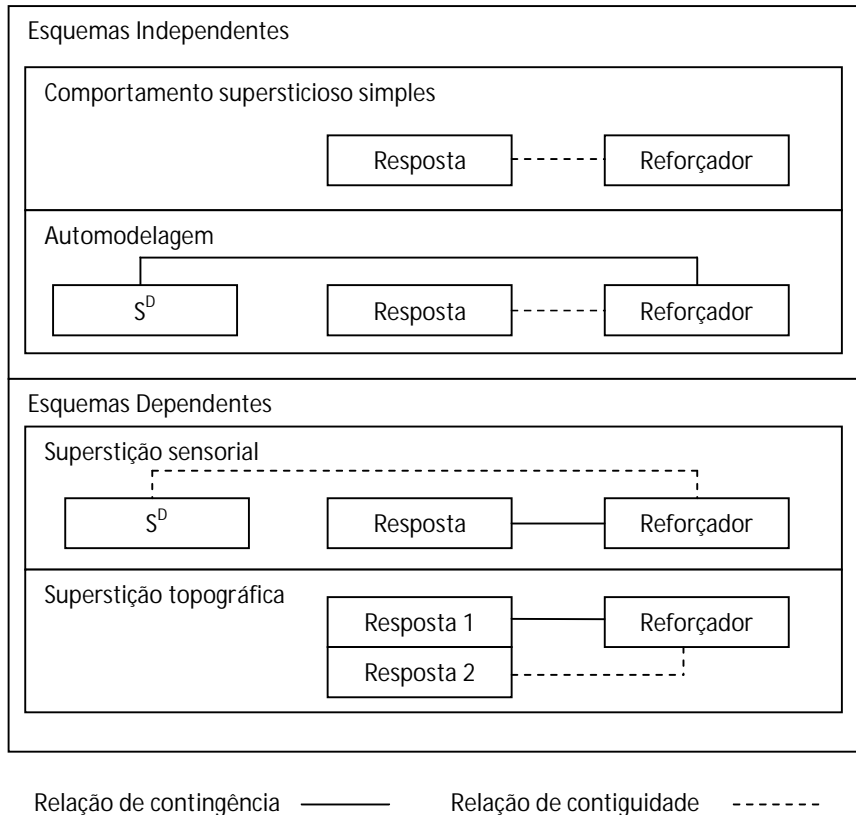 Esquemas Independentes
Comportamento supersticioso simples
Resposta Reforçador
Automodelagem
S^D Resposta Reforçador
Esquemas Dependentes
Superstição sensorial
S^D Resposta Reforçador
Superstição topográfica
Resposta 1 Reforçador
Resposta 2
Relação de contingência Relação de contiguidade